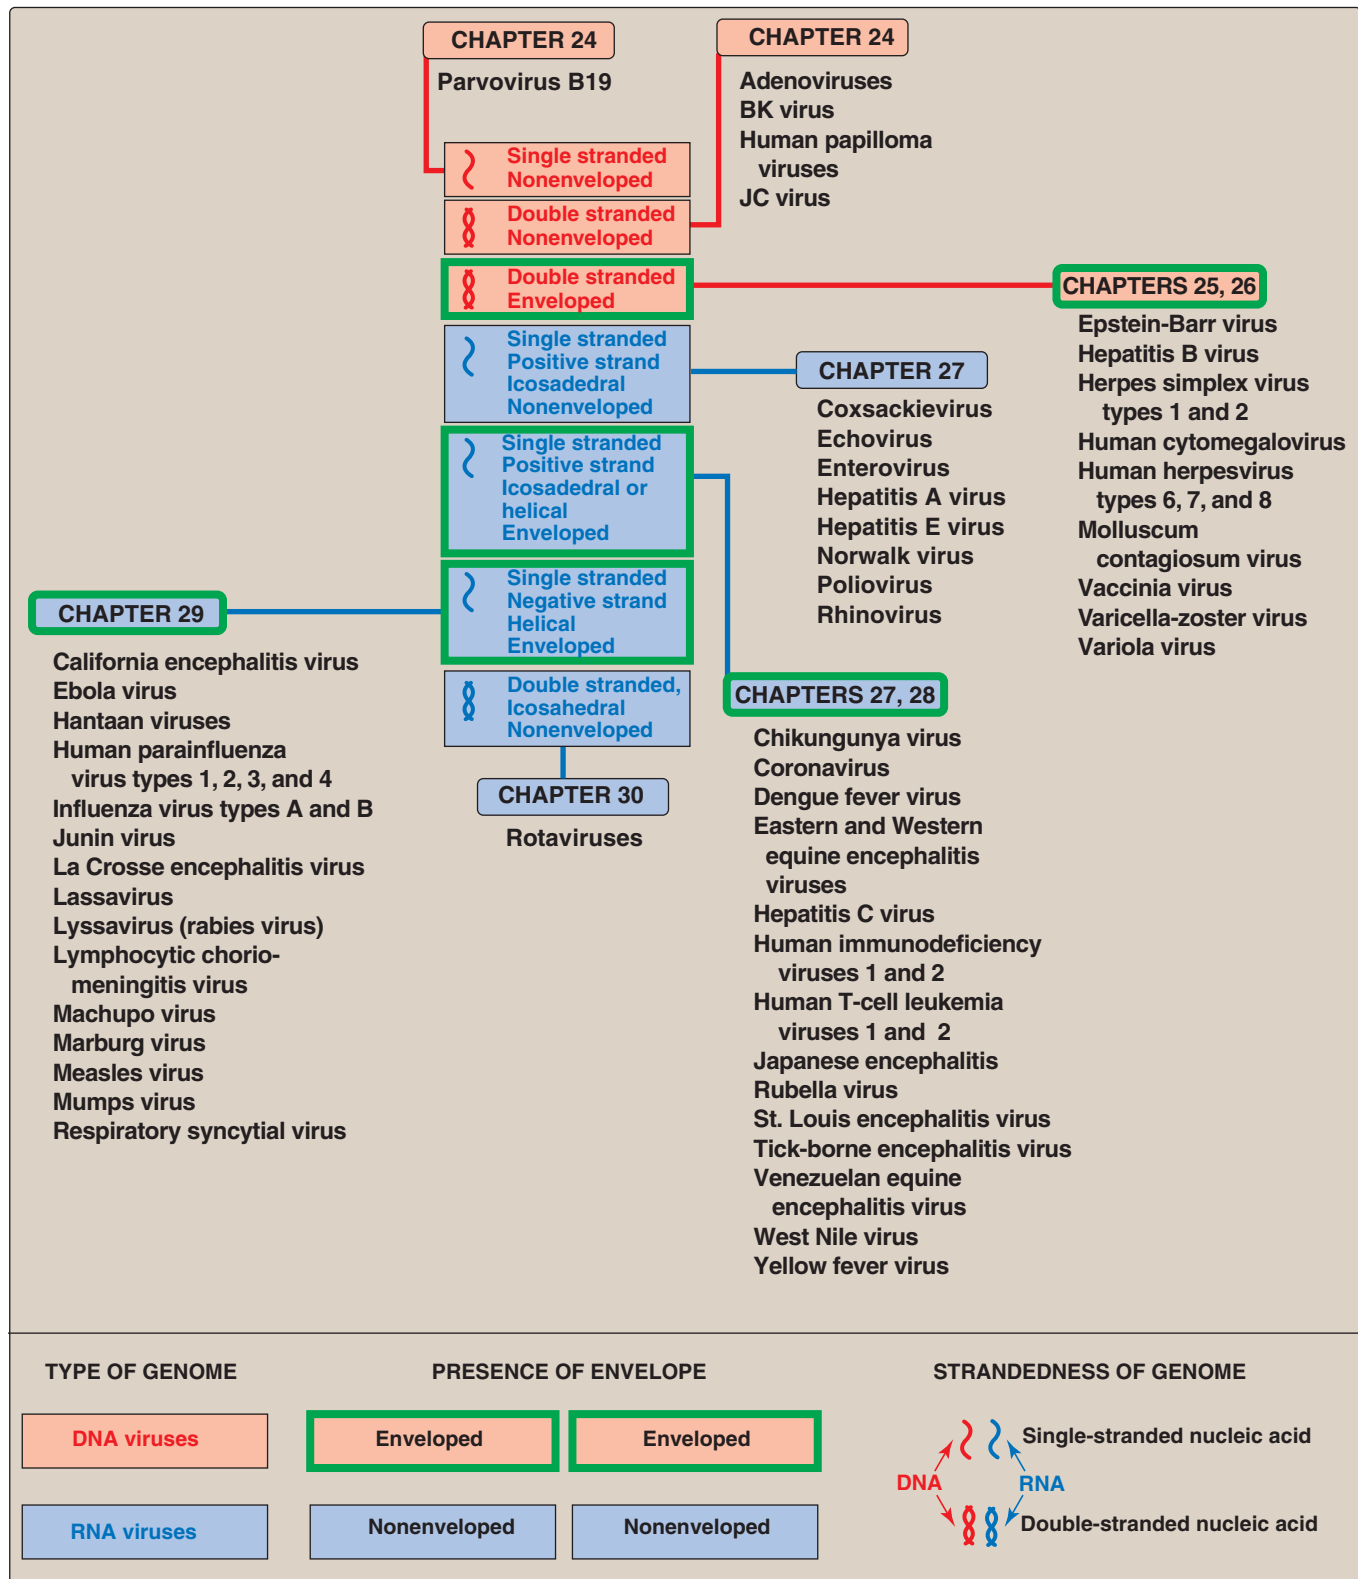 CHAPTER 24
Parvovirus B19
CHAPTER 24
Adenoviruses
BK virus
Human papilloma
viruses
JC virus
Single stranded
Nonenveloped
Double stranded
Nonenveloped
Double stranded
Enveloped
CHAPTERS 25, 26
Epstein-Barr virus
Hepatitis B virus
Herpes simplex virus
types 1 and 2
Human cytomegalovirus
Human herpesvirus
types 6, 7, and 8
Molluscum
contagiosum virus
Vaccinia virus
Varicella-zoster virus
Variola virus
Single stranded
Positive strand
Icosadedral
Nonenveloped
CHAPTER 27
Coxsackievirus
Echovirus
Enterovirus
Hepatitis A virus
Hepatitis E virus
Norwalk virus
Poliovirus
Rhinovirus
Single stranded
Positive strand
Icosadedral or
helical
Enveloped
CHAPTERS 27, 28
Chikungunya virus
Coronavirus
Dengue fever virus
Eastern and Western
equine encephalitis
viruses
Hepatitis C virus
Human immunodeficiency
viruses 1 and 2
Human T-cell leukemia
viruses 1 and 2
Japanese encephalitis
Rubella virus
St. Louis encephalitis virus
Tick-borne encephalitis virus
Venezuelan equine
encephalitis virus
West Nile virus
Yellow fever virus
Single stranded
Negative strand
Helical
Enveloped
CHAPTER 29
California encephalitis virus
Ebola virus
Hantaan viruses
Human parainfluenza
virus types 1, 2, 3, and 4
Influenza virus types A and B
Junin virus
La Crosse encephalitis virus
Lassavirus
Lyssavirus (rabies virus)
Lymphocytic chorio-
meningitis virus
Machupo virus
Marburg virus
Measles virus
Mumps virus
Respiratory syncytial virus
Double stranded,
Icosahedral
Nonenveloped
CHAPTER 30
Rotaviruses
TYPE OF GENOME
DNA viruses
RNA viruses
PRESENCE OF ENVELOPE
Enveloped
Enveloped
Nonenveloped
Nonenveloped
STRANDEDNESS OF GENOME
Single-stranded nucleic acid
DNA
RNA
Double-stranded nucleic acid